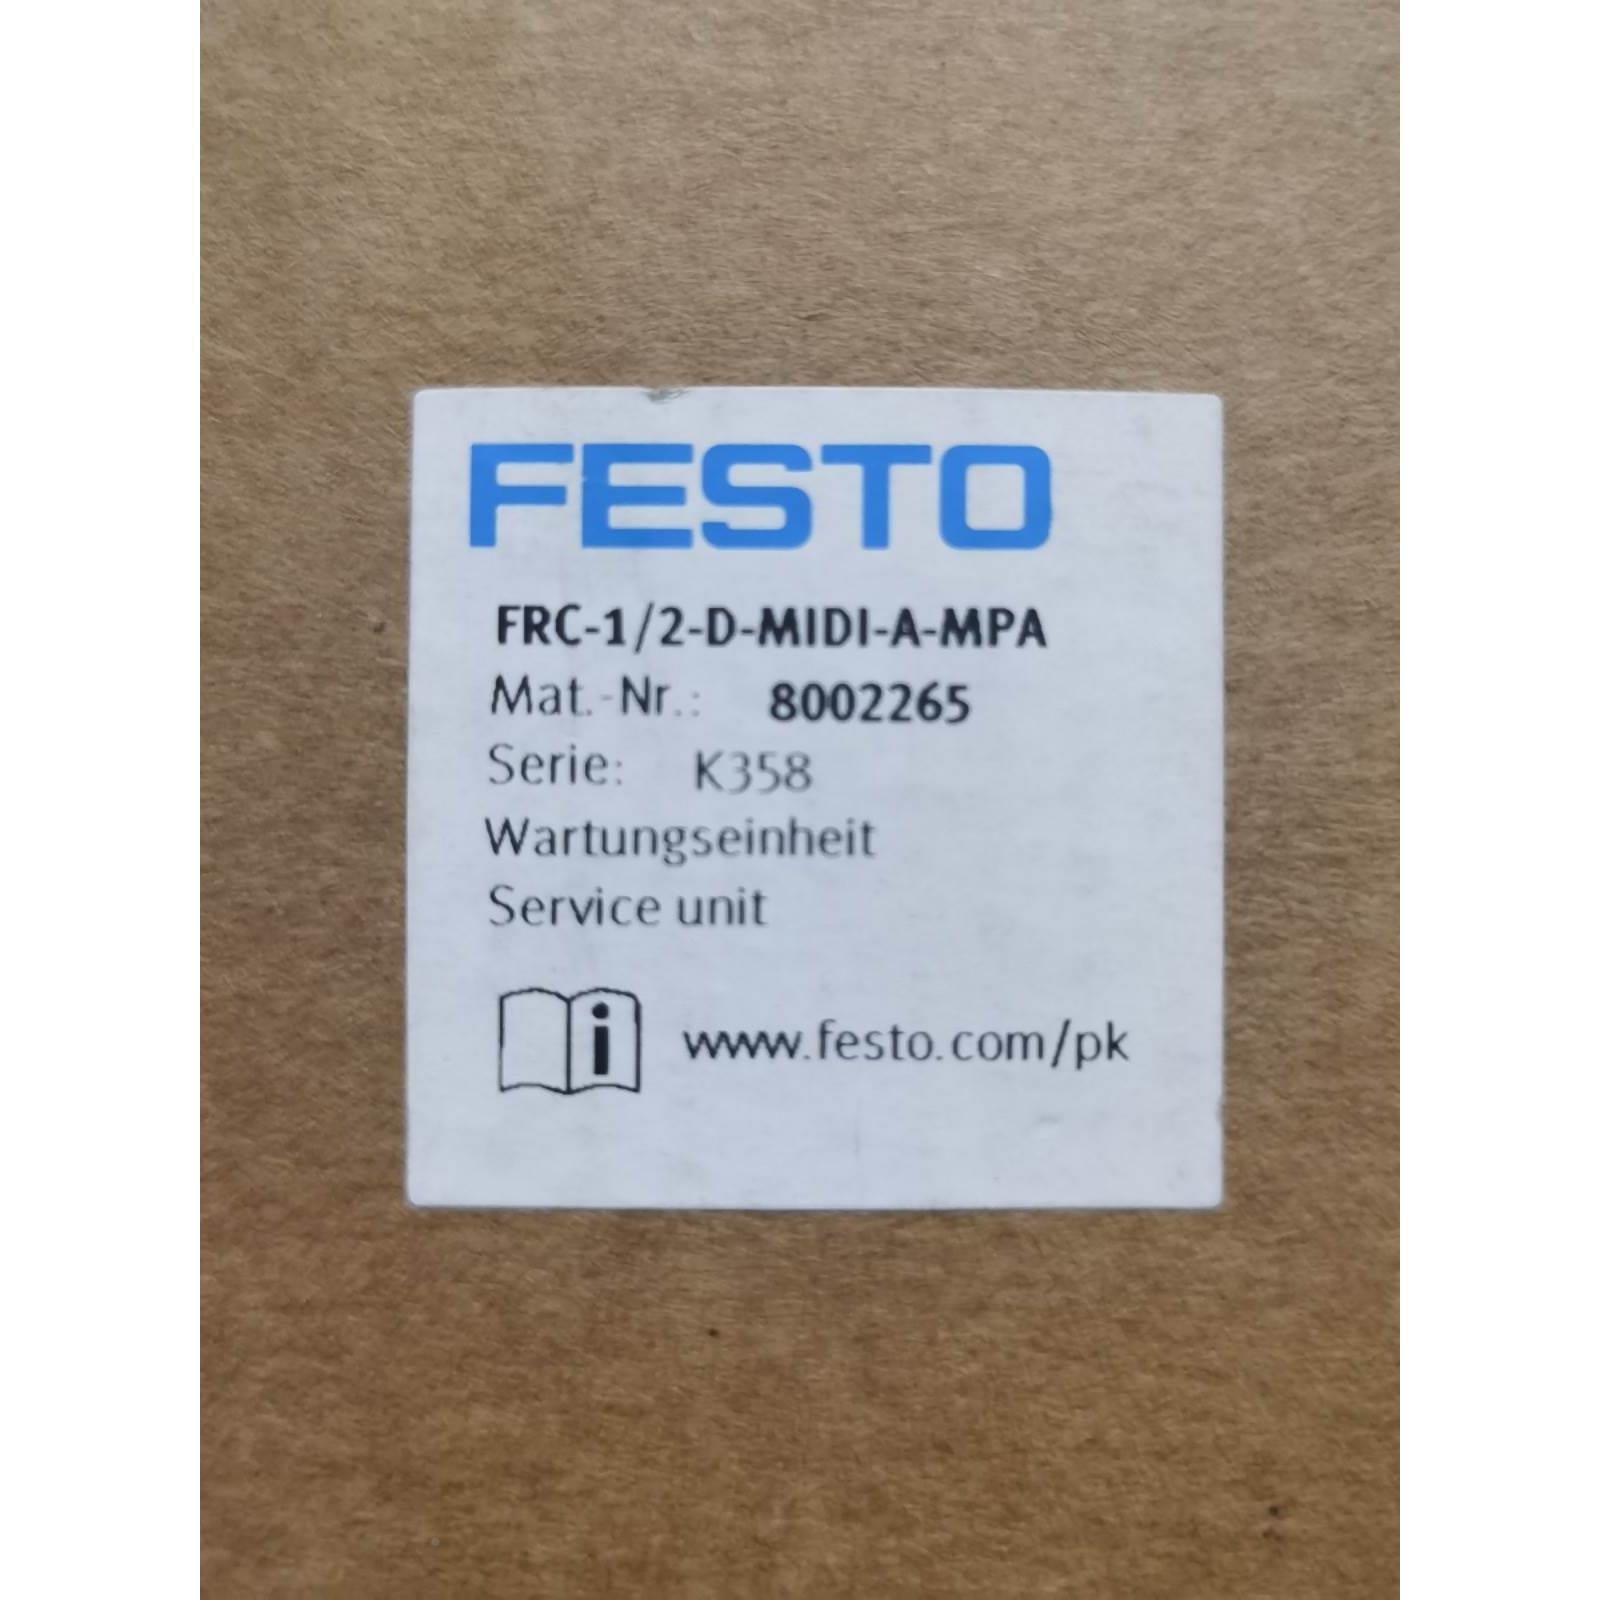 FESTO
FRC-1/2-D-MIDI-A-MPA
Mat.-Nr.: 8002265
Serie: K358
Wartungseinheit
Service unit
i www.festo.com/pk